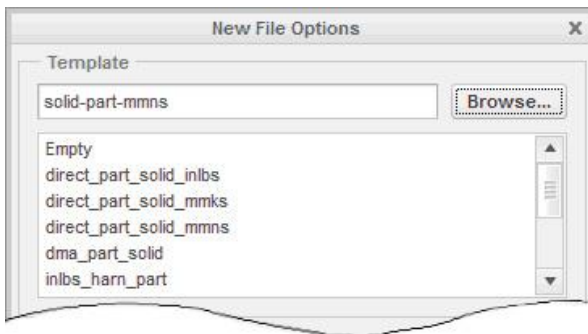 New File Options X
Template
solid-part-mmns
Browse...
Empty
direct_part_solid_inlbs
direct_part_solid_mmks
direct_part_solid_mmns
dma_part_solid
inlbs_harn_part